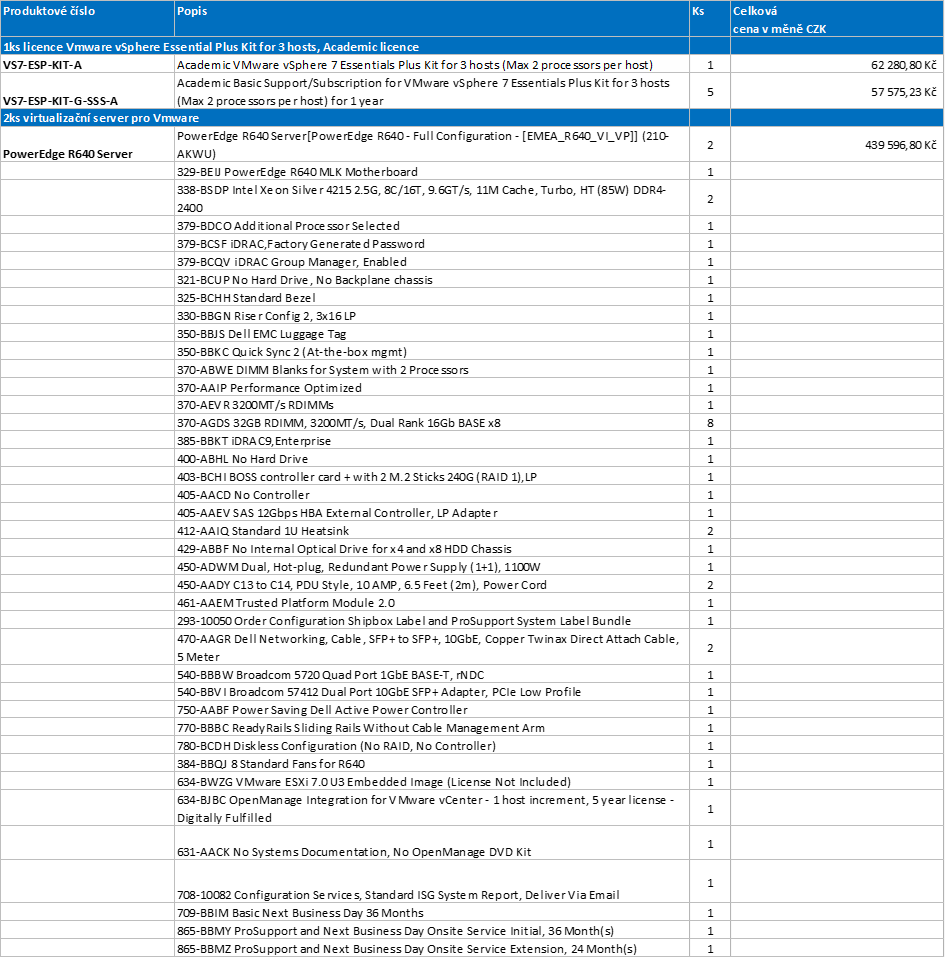 Produktové číslo Popis Ks Celková
cena v měně CZK
1ks licence Vmware vSphere Essential Plus Kit for 3 hosts, Academic licence
VS7-ESP-KIT-A Academic VMware vSphere 7 Essentials Plus Kit for 3 hosts (Max 2 processors per host) 1 62 280,80 Kč
Academic Basic Support/Subscription for VMware vSphere 7 Essentials Plus Kit for 3 hosts
VS7-ESP-KIT-G-SSS-A (Max 2 processors per host) for 1 year 5 57 575,23 Kč
2ks virtualizační server pro Vmware
PowerEdge R640 Server PowerEdge R640 Server[PowerEdge R640 - Full Configuration - [EMEA_R640_VI_VP]] (210-
AKWU) 2 439 596,80 Kč
329-BEIJ PowerEdge R640 MLK Motherboard 1
338-BSDP Intel Xeon Silver 4215 2.5G, 8C/16T, 9.6GT/s, 11M Cache, Turbo, HT (85W) DDR4-
2400 2
379-BDCO Additional Processor Selected 1
379-BCSF iDRAC,Factory Generated Password 1
379-BCQV iDRAC Group Manager, Enabled 1
321-BCUP No Hard Drive, No Backplane chassis 1
325-BCHH Standard Bezel 1
330-BBGN Riser Config 2, 3x16 LP 1
350-BBJS Dell EMC Luggage Tag 1
350-BBKC Quick Sync 2 (At-the-box mgmt) 1
370-ABWE DIMM Blanks for System with 2 Processors 1
370-AAIP Performance Optimized 1
370-AEVR 3200MT/s RDIMMs 1
370-AGDS 32GB RDIMM, 3200MT/s, Dual Rank 16Gb BASE x8 8
385-BBKT iDRAC9,Enterprise 1
400-ABHL No Hard Drive 1
403-BCHI BOSS controller card + with 2 M.2 Sticks 240G (RAID 1),LP 1
405-AACD No Controller 1
405-AAEV SAS 12Gbps HBA External Controller, LP Adapter 1
412-AAIQ Standard 1U Heatsink 2
429-ABBF No Internal Optical Drive for x4 and x8 HDD Chassis 1
450-ADWM Dual, Hot-plug, Redundant Power Supply (1+1), 1100W 1
450-AADY C13 to C14, PDU Style, 10 AMP, 6.5 Feet (2m), Power Cord 2
461-AAEM Trusted Platform Module 2.0 1
293-10050 Order Configuration Shipbox Label and ProSupport System Label Bundle 1
470-AAGR Dell Networking, Cable, SFP+ to SFP+, 10GbE, Copper Twinax Direct Attach Cable,
5 Meter 2
540-BBBW Broadcom 5720 Quad Port 1GbE BASE-T, rNDC 1
540-BBVI Broadcom 57412 Dual Port 10GbE SFP+ Adapter, PCIe Low Profile 1
750-AABF Power Saving Dell Active Power Controller 1
770-BBBC ReadyRails Sliding Rails Without Cable Management Arm 1
780-BCDH Diskless Configuration (No RAID, No Controller) 1
384-BBQJ 8 Standard Fans for R640 1
634-BWZG VMware ESXi 7.0 U3 Embedded Image (License Not Included) 1
634-BJBC OpenManage Integration for VMware vCenter - 1 host increment, 5 year license -
Digitally Fulfilled 1
631-AACK No Systems Documentation, No OpenManage DVD Kit 1
708-10082 Configuration Services, Standard ISG System Report, Deliver Via Email 1
709-BBIM Basic Next Business Day 36 Months 1
865-BBMY ProSupport and Next Business Day Onsite Service Initial, 36 Month(s) 1
865-BBMZ ProSupport and Next Business Day Onsite Service Extension, 24 Month(s) 1